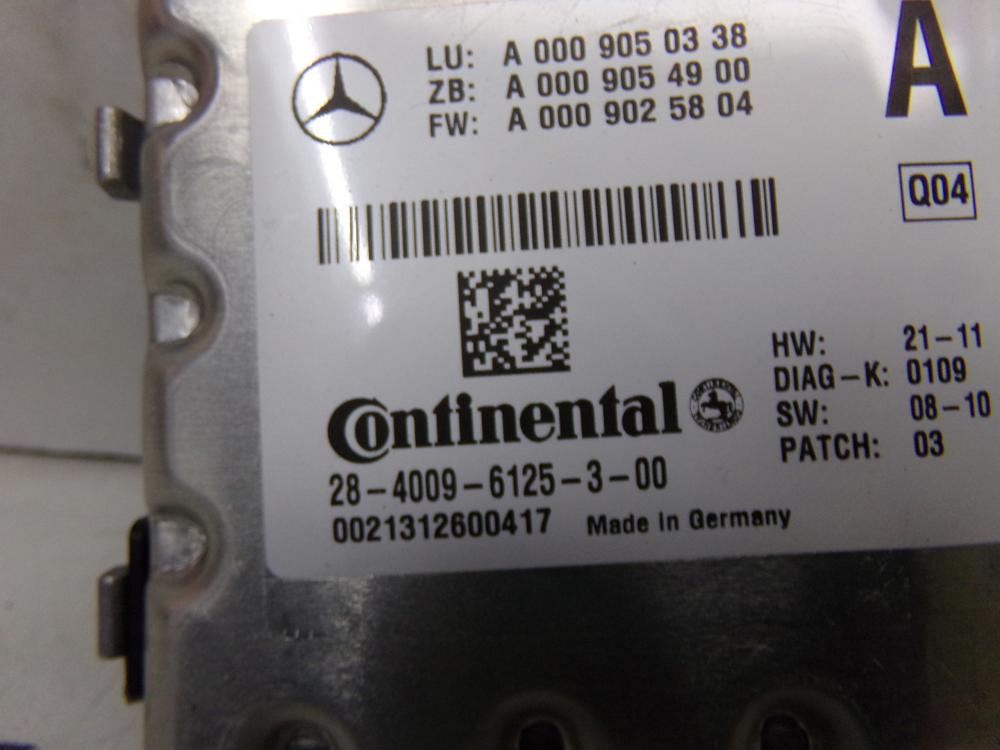 LU: A 000 905 03 38
ZB: A 000 905 49 00
FW: A 000 902 58 04
A
Q04
HW: 21-11
DIAG-K: 0109
SW: 08-10
PATCH: 03
Continental
28-4009-6125-3-00
0021312600417 Made in Germany